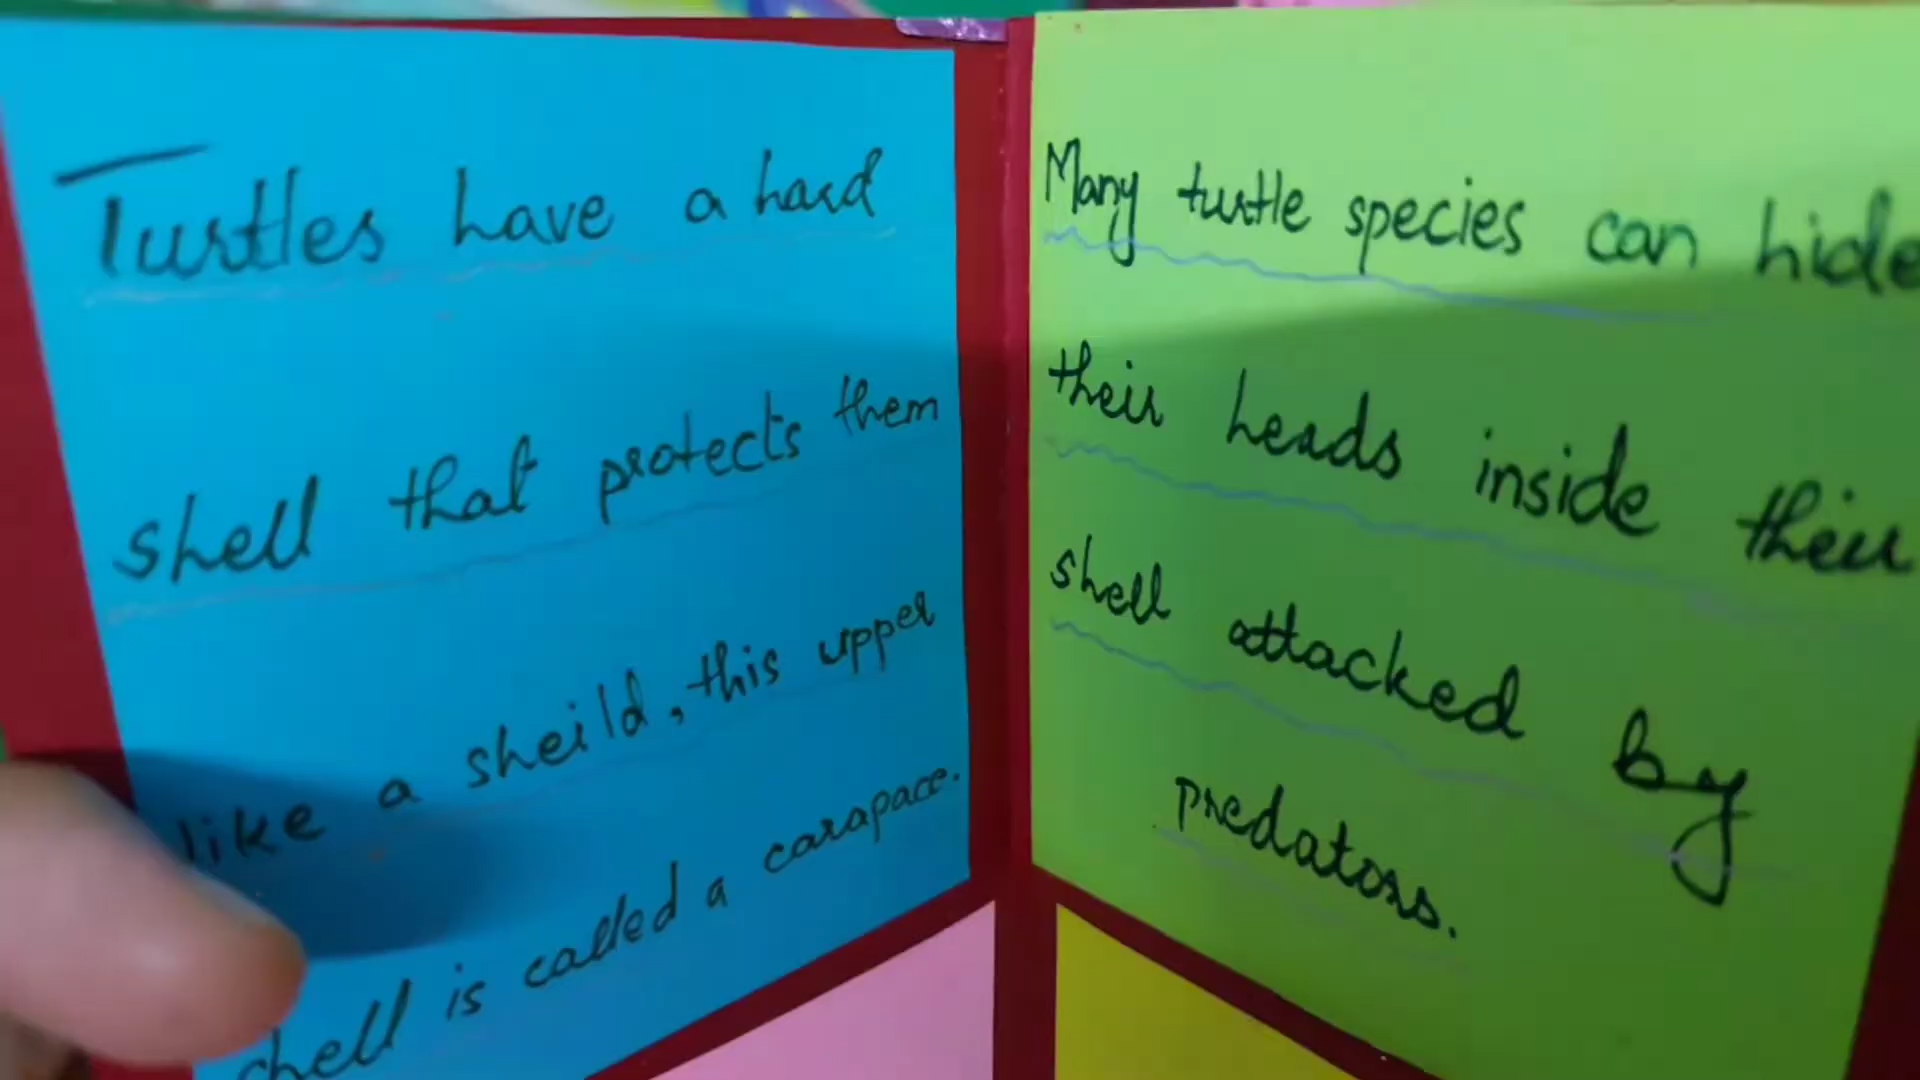 Turtles have a hard
shell that protects them
like a sheild, this upper
shell is called a carapace.
Many turtle species can hide
their heads inside their
shell attacked by
predators.